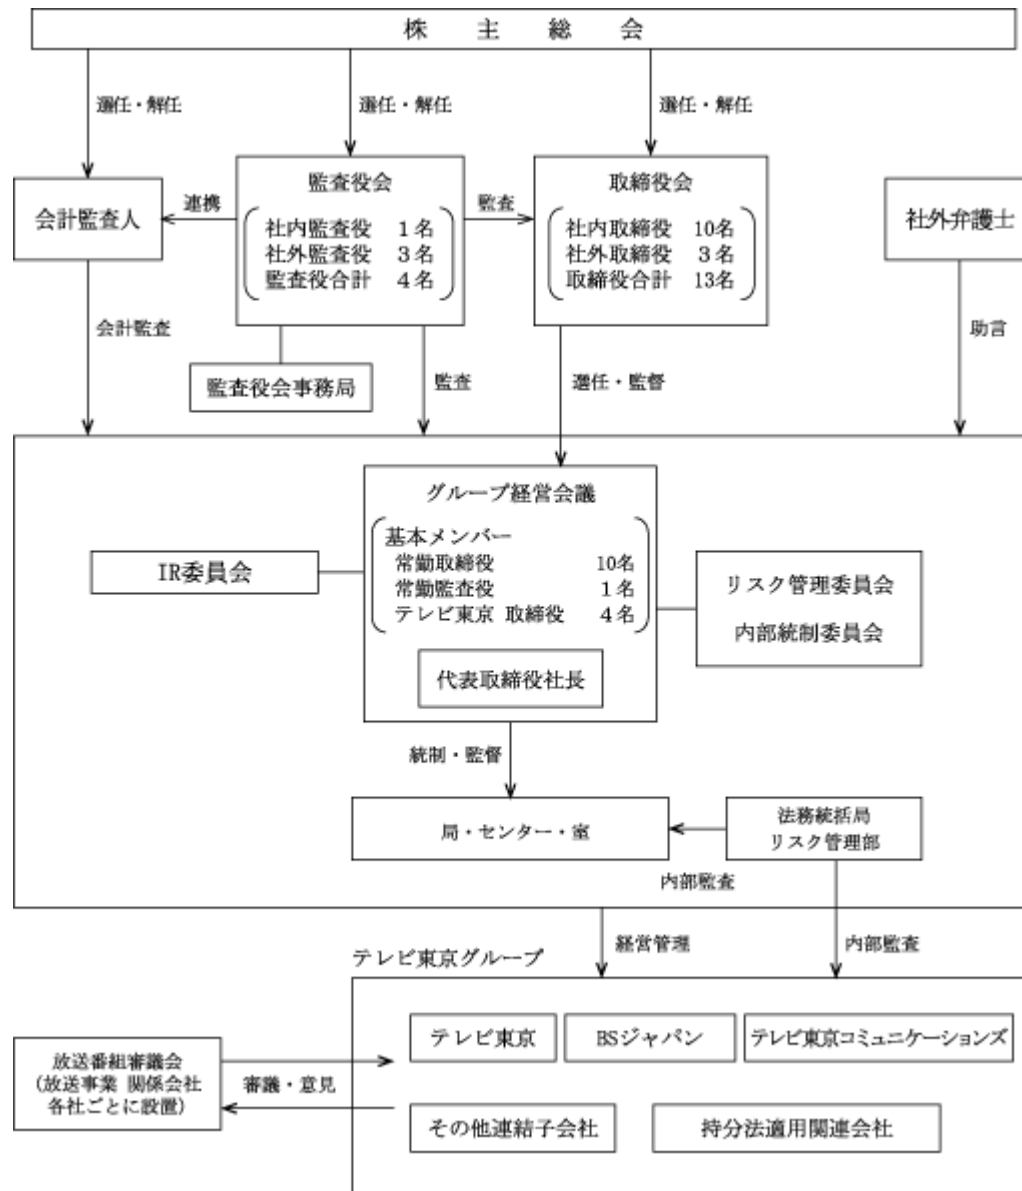 株主総会
選任・解任
選任・解任
選任・解任
会計監査人
連携
監査役会
社内監査役 1名
社外監査役 3名
監査役合計 4名
監査
取締役会
社内取締役 10名
社外取締役 3名
取締役合計 13名
社外弁護士
会計監査
監査役会事務局
監査
選任・監督
助言
グループ経営会議
基本メンバー
常勤取締役 10名
常勤監査役 1名
テレビ東京 取締役 4名
代表取締役社長
IR委員会
リスク管理委員会
内部統制委員会
統制・監督
局・センター・室
法務統括局
リスク管理部
内部監査
経営管理
内部監査
テレビ東京グループ
テレビ東京
BSジャパン
テレビ東京コミュニケーションズ
放送番組審議会
(放送事業 関係会社
各社ごとに設置)
審議・意見
その他連結子会社
持分法適用関連会社